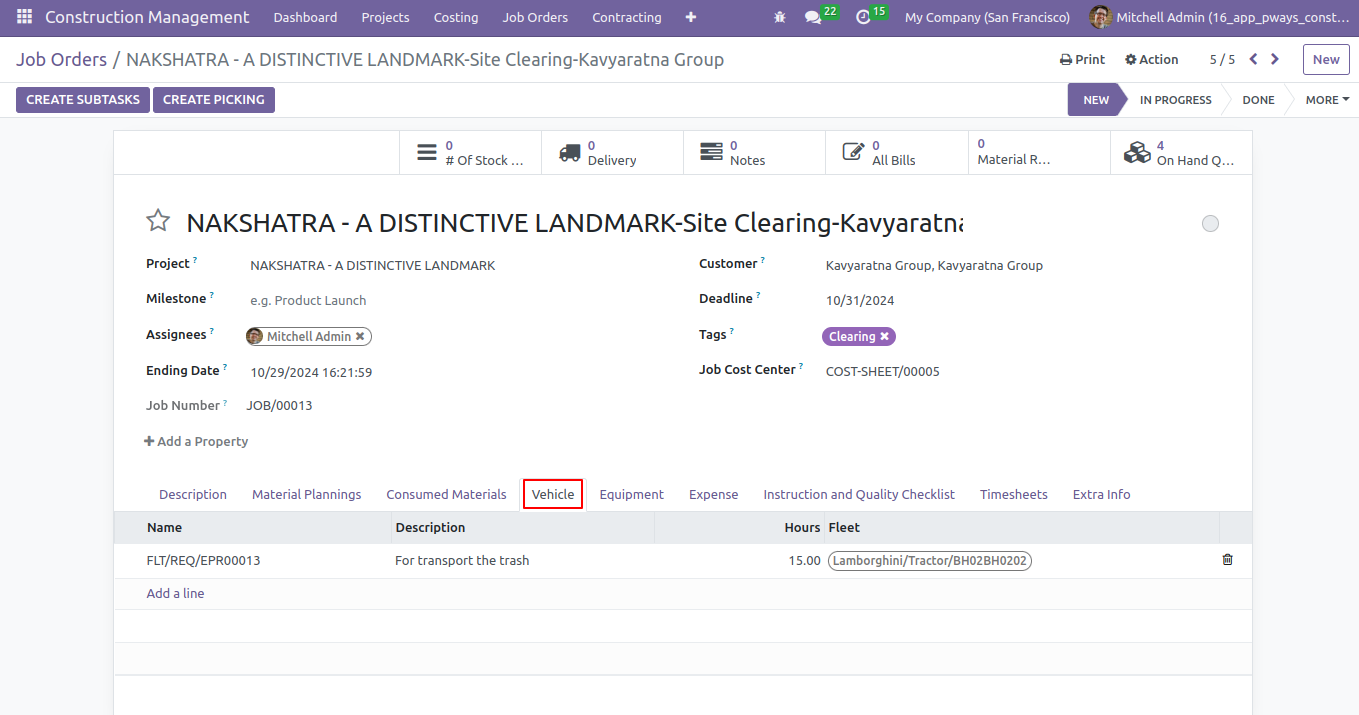 Construction Management Dashboard Projects Costing Job Orders Contracting 22 15 My Company (San Francisco) Mitchell Admin (16_app_pways_const...
Job Orders / NAKSHATRA - A DISTINCTIVE LANDMARK-Site Clearing-Kavyaratna Group Print Action 5 / 5 New
CREATE SUBTASKS CREATE PICKING NEW IN PROGRESS DONE MORE
0 # Of Stock ...
0 Delivery
0 Notes
0 All Bills
0 Material R...
4 On Hand Q...
NAKSHATRA - A DISTINCTIVE LANDMARK-Site Clearing-Kavyaratna
Project ? NAKSHATRA - A DISTINCTIVE LANDMARK Customer ? Kavyaratna Group, Kavyaratna Group
Milestone ? e.g. Product Launch Deadline ? 10/31/2024
Assignees ? Mitchell Admin Tags ? Clearing
Ending Date ? 10/29/2024 16:21:59 Job Cost Center ? COST-SHEET/00005
Job Number ? JOB/00013
Add a Property
Description Material Plannings Consumed Materials Vehicle Equipment Expense Instruction and Quality Checklist Timesheets Extra Info
Name Description Hours Fleet
FLT/REQ/EPR00013 For transport the trash 15.00 Lamborghini/Tractor/BH02BH0202
Add a line